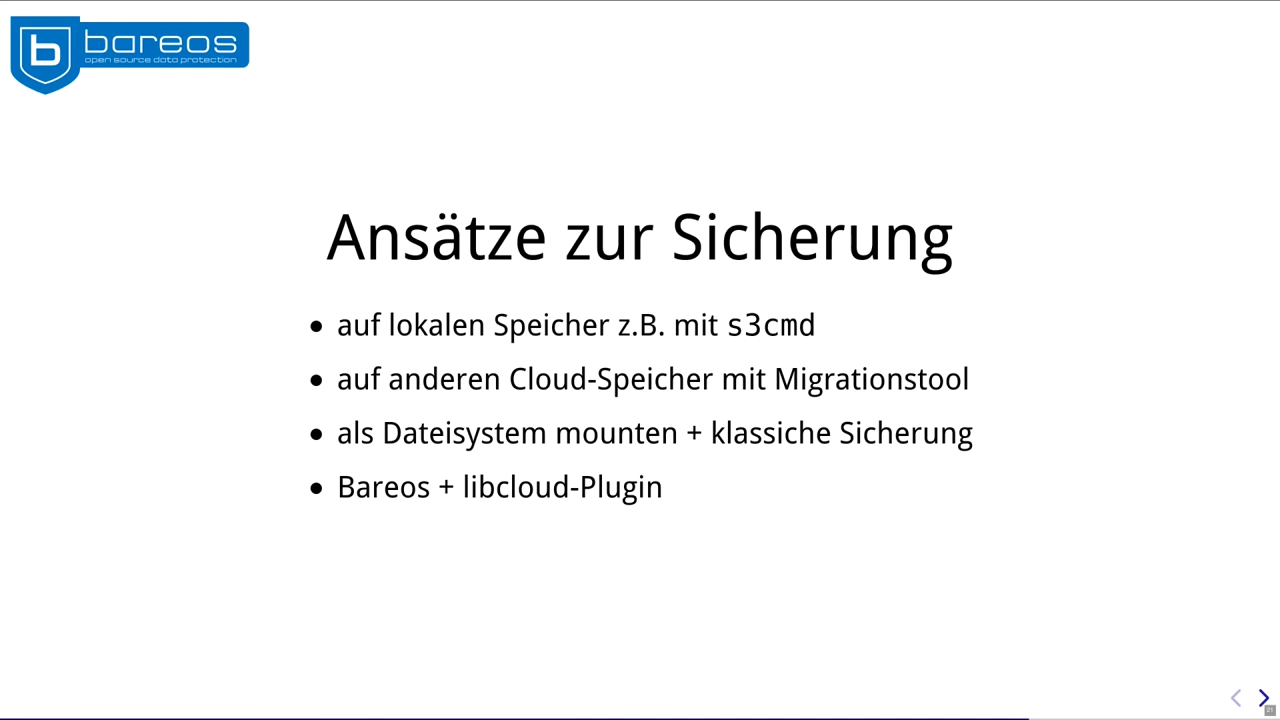 bareos
open source data protection
Ansätze zur Sicherung
auf lokalen Speicher z.B. mit s3cmd
auf anderen Cloud-Speicher mit Migrationstool
als Dateisystem mounten + klassiche Sicherung
Bareos + libcloud-Plugin
21